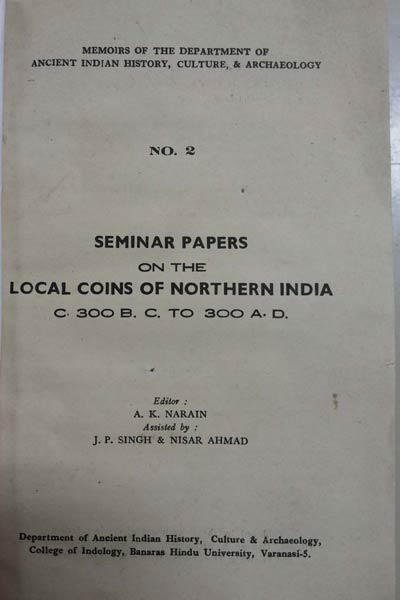 MEMOIRS OF THE DEPARTMENT OF
ANCIENT INDIAN HISTORY, CULTURE, & ARCHAEOLOGY
NO. 2
SEMINAR PAPERS
ON THE
LOCAL COINS OF NORTHERN INDIA
C. 300 B. C. TO 300 A. D.
Editor :
A. K. NARAIN
Assisted by :
J. P. SINGH & NISAR AHMAD
Department of Ancient Indian History, Culture & Archaeology,
College of Indology, Banaras Hindu University, Varanasi-5.